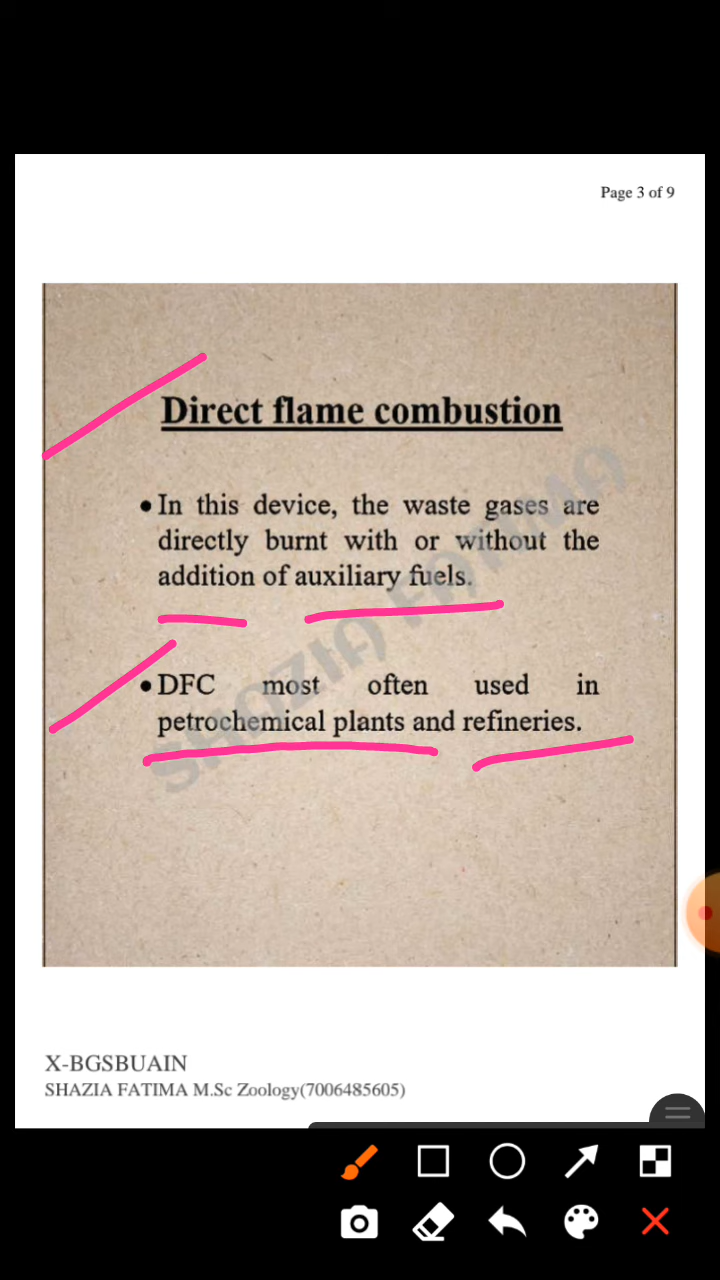 Page 3 of 9
Direct flame combustion
• In this device, the waste gases are
directly burnt with or without the
addition of auxiliary fuels.
• DFC most often used in
petrochemical plants and refineries.
SHAZIA FATIMA
X-BGSBUAIN
SHAZIA FATIMA M.Sc Zoology(7006485605)